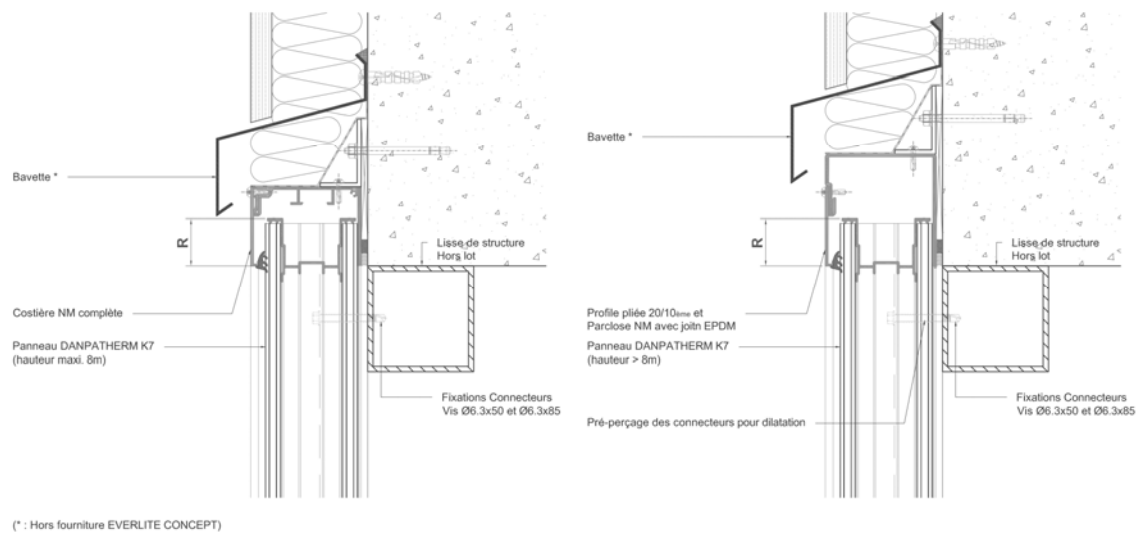 Bavette *
R
Lisse de structure
Hors lot
Costière NM complète
Panneau DANPATHERM K7
(hauteur maxi. 8m)
Fixations Connecteurs
Vis Ø6.3x50 et Ø6.3x85
Bavette *
R
Lisse de structure
Hors lot
Profile pliée 20/10ème et
Parclose NM avec joitn EPDM
Panneau DANPATHERM K7
(hauteur > 8m)
Fixations Connecteurs
Vis Ø6.3x50 et Ø6.3x85
Pré-perçage des connecteurs pour dilatation
(* : Hors fourniture EVERLITE CONCEPT)